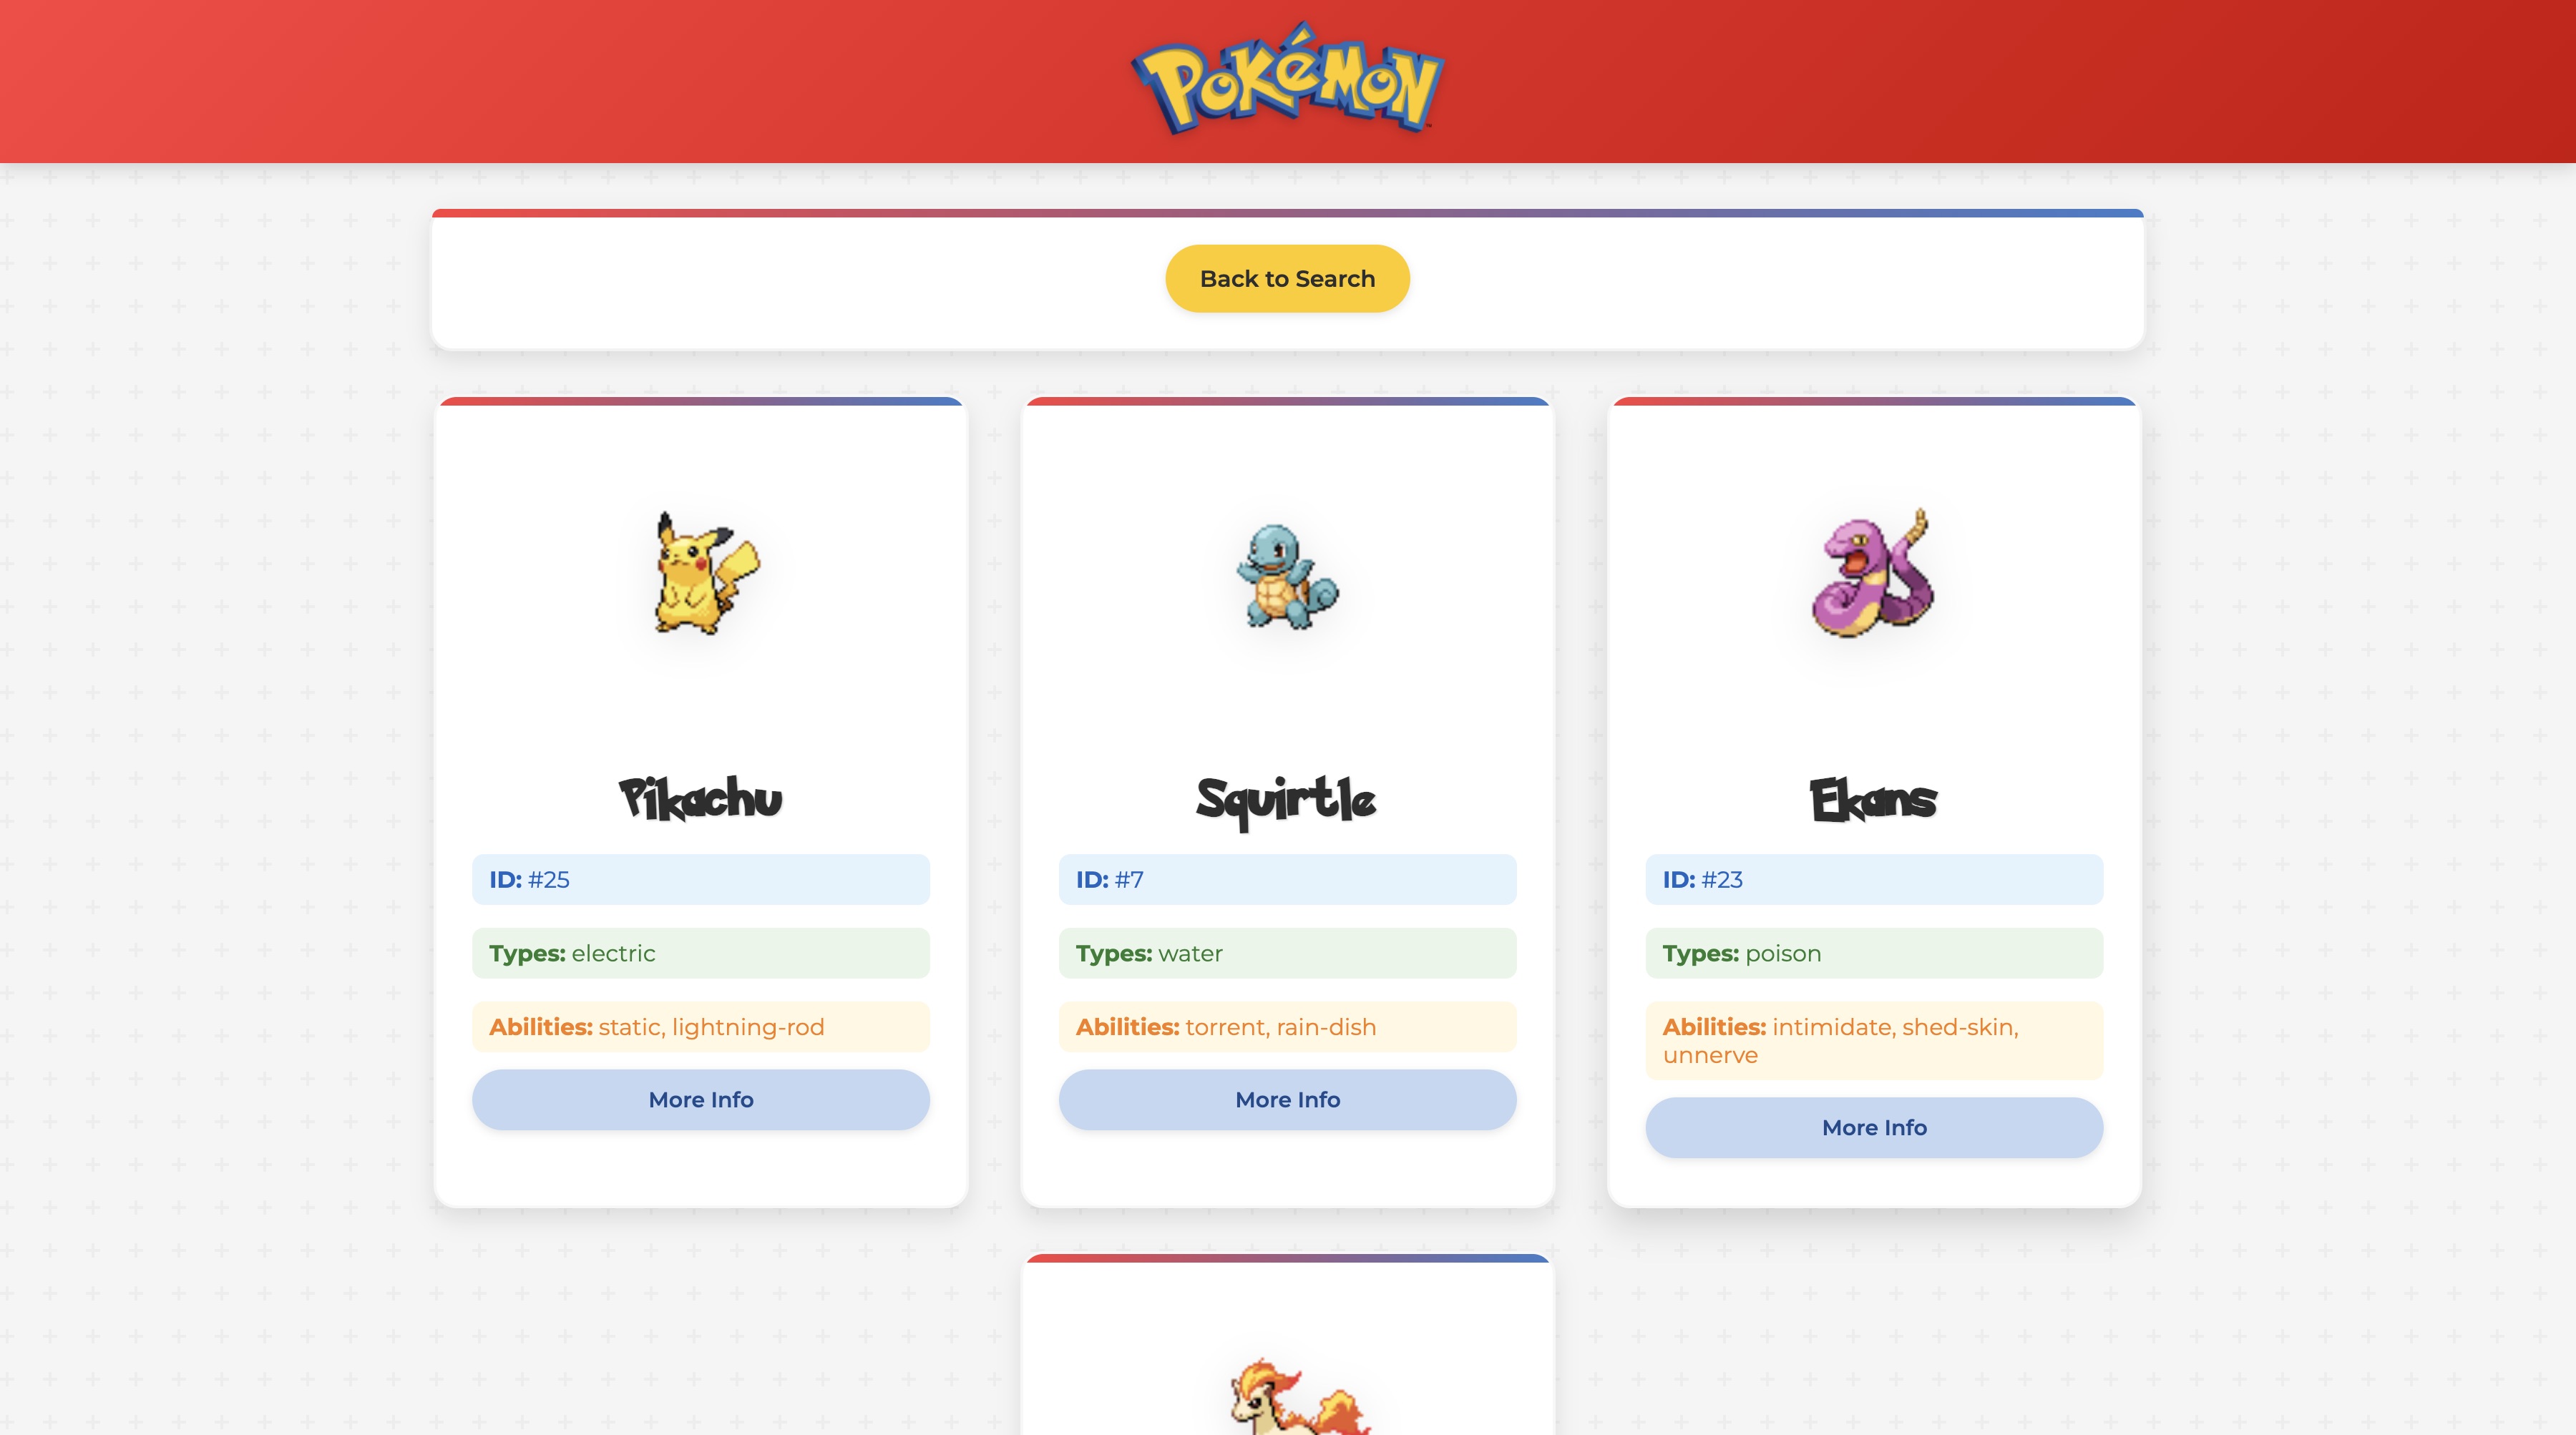 Pokémon
Back to Search
Pikachu
ID: #25
Types: electric
Abilities: static, lightning-rod
More Info
Squirtle
ID: #7
Types: water
Abilities: torrent, rain-dish
More Info
Ekans
ID: #23
Types: poison
Abilities: intimidate, shed-skin,
unnerve
More Info